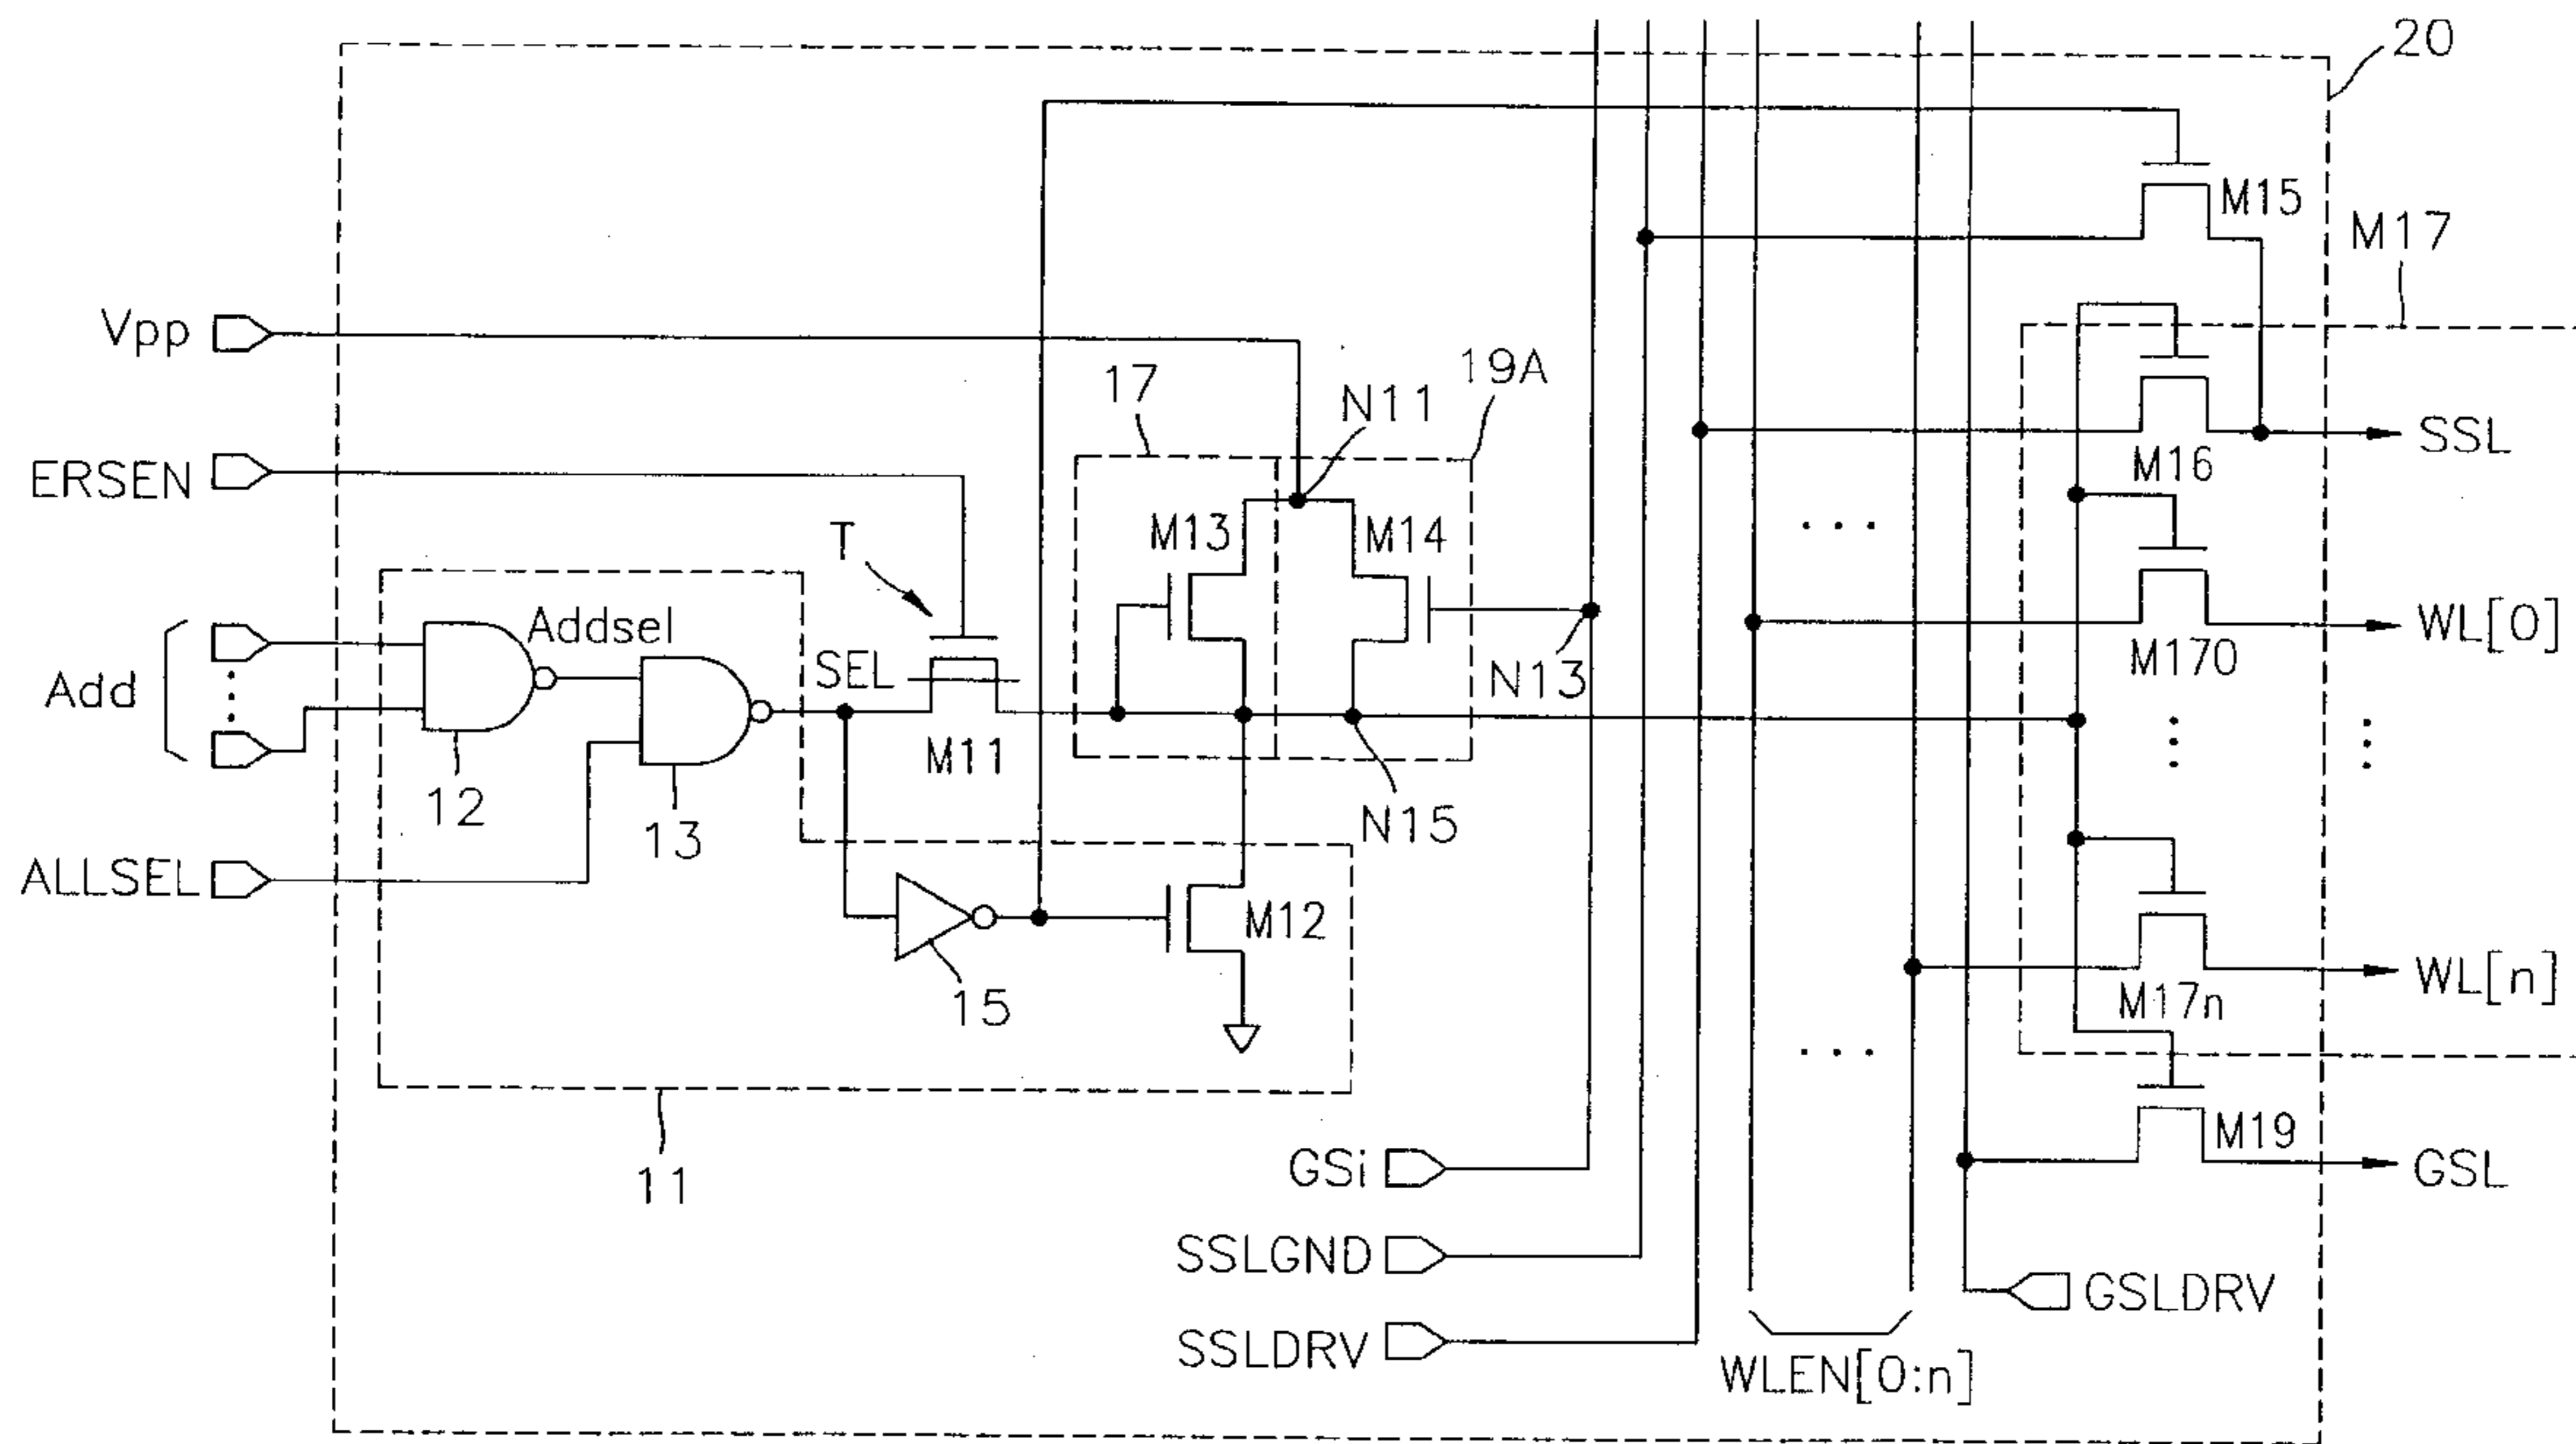 20
M15
M17
Vpp
17
19A
N11
SSL
M16
ERSEN
M13
M14
T
Addsel
WL[0]
M170
Add
SEL
N13
M11
12
13
N15
ALLSEL
M12
WL[n]
M17n
15
M19
GSi
GSL
11
SSLGND
GSLDRV
SSLDRV
WLEN[0:n]